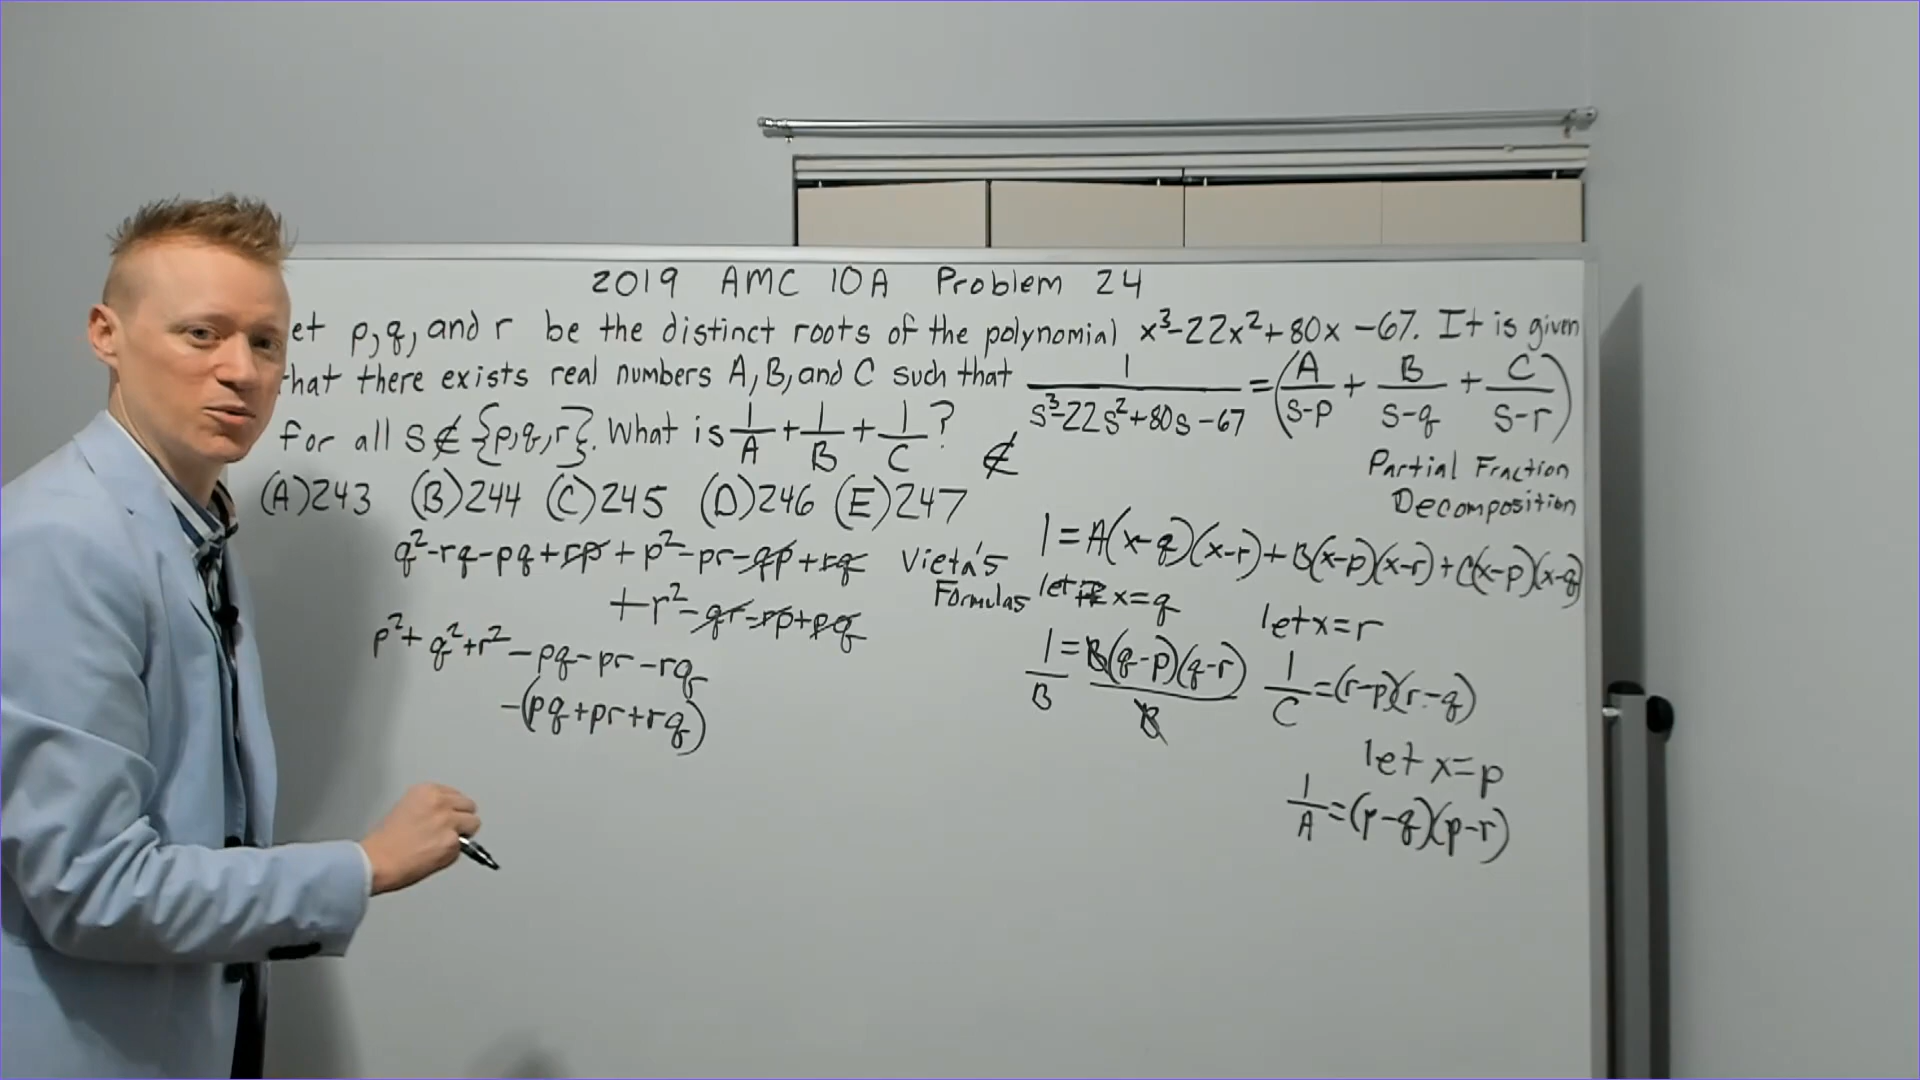 2019 AMC 10A Problem 24
et p,q, and r be the distinct roots of the polynomial x³-22x²+80x-67. It is given
that there exists real numbers A, B, and C such that 1/(s³-22s²+80s-67) = (A/(s-p) + B/(s-q) + C/(s-r))
for all s∉{p,q,r}. What is 1/A + 1/B + 1/C ? ∉
Partial Fraction
Decomposition
(A)243 (B)244 (C)245 (D)246 (E)247
q²-rq-pq+rp+p²-pr-qp+rq
+r²-qr-rp+pq
p²+q²+r²-pq-pr-rq
-(pq+pr+rq)
Vieta's
Formulas
1=A(x-q)(x-r)+B(x-p)(x-r)+C(x-p)(x-q)
let x=q
1/B = B(q-p)(q-r)/B
let x=r
1/C=(r-p)(r-q)
let x=p
1/A=(p-q)(p-r)